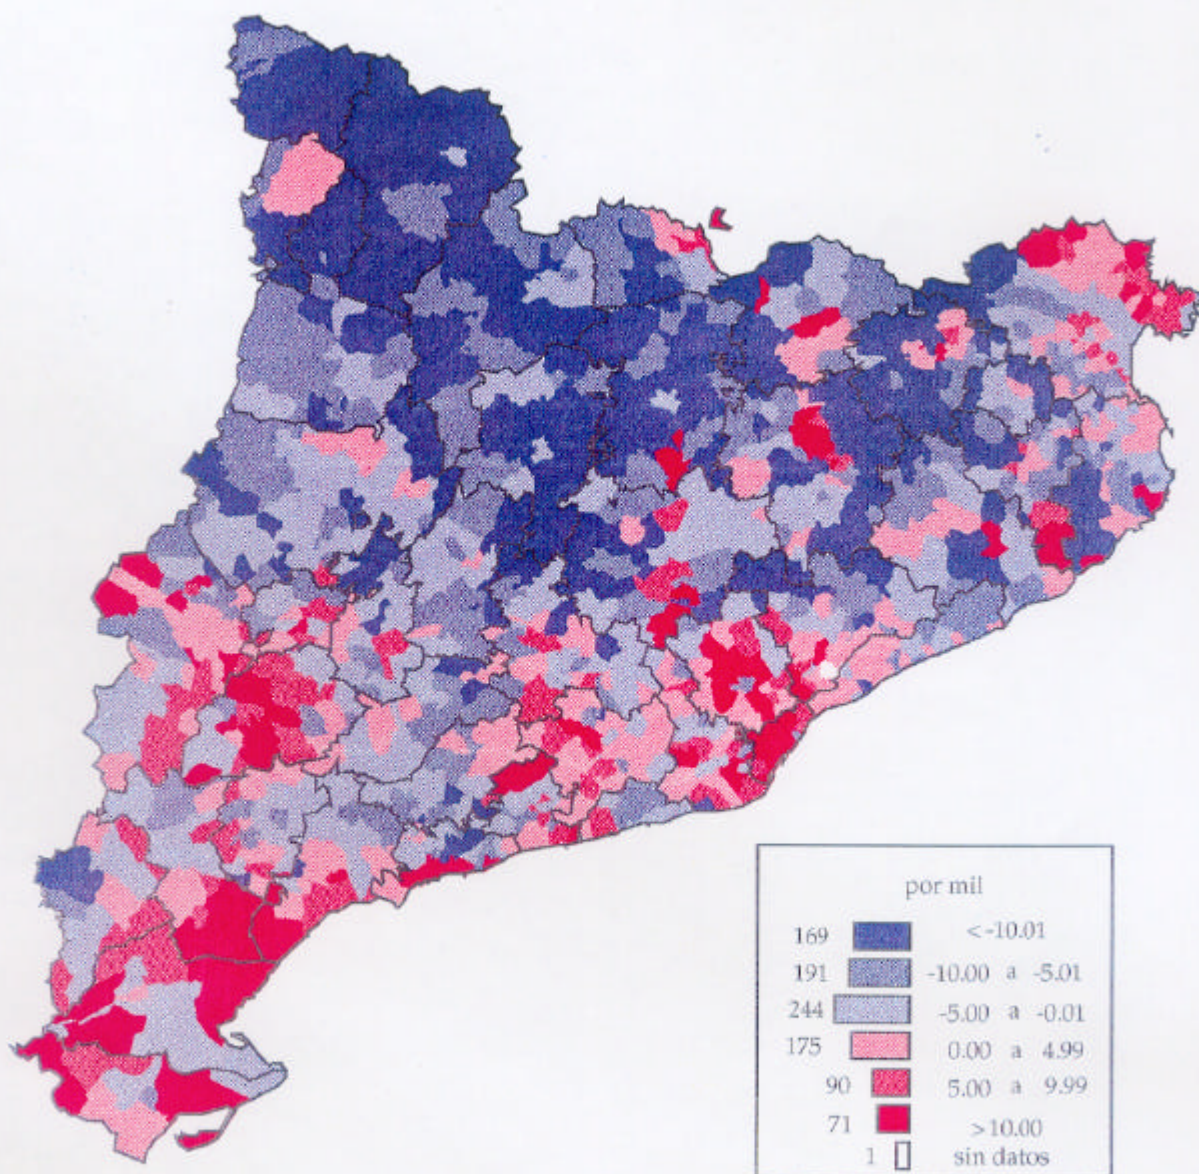 por mil
169 < -10.01
191 -10.00 a -5.01
244 -5.00 a -0.01
175 0.00 a 4.99
90 5.00 a 9.99
71 >10.00
1 sin datos